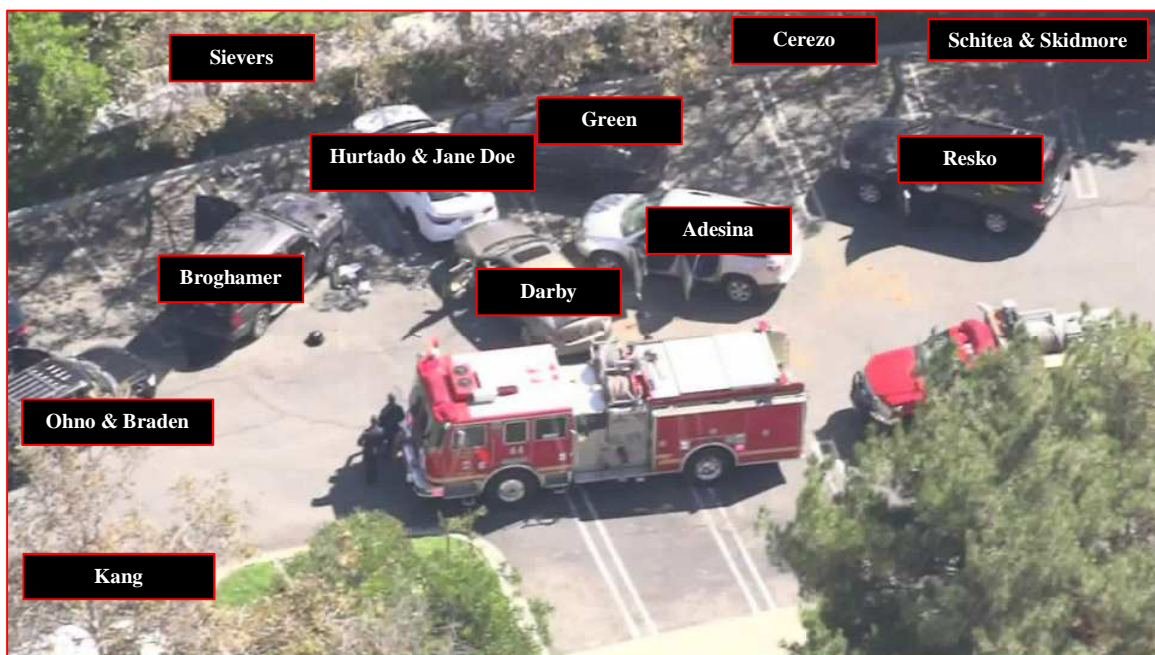 Sievers
Cerezo
Schitea & Skidmore
Green
Hurtado & Jane Doe
Resko
Adesina
Broghamer
Darby
Ohno & Braden
Kang